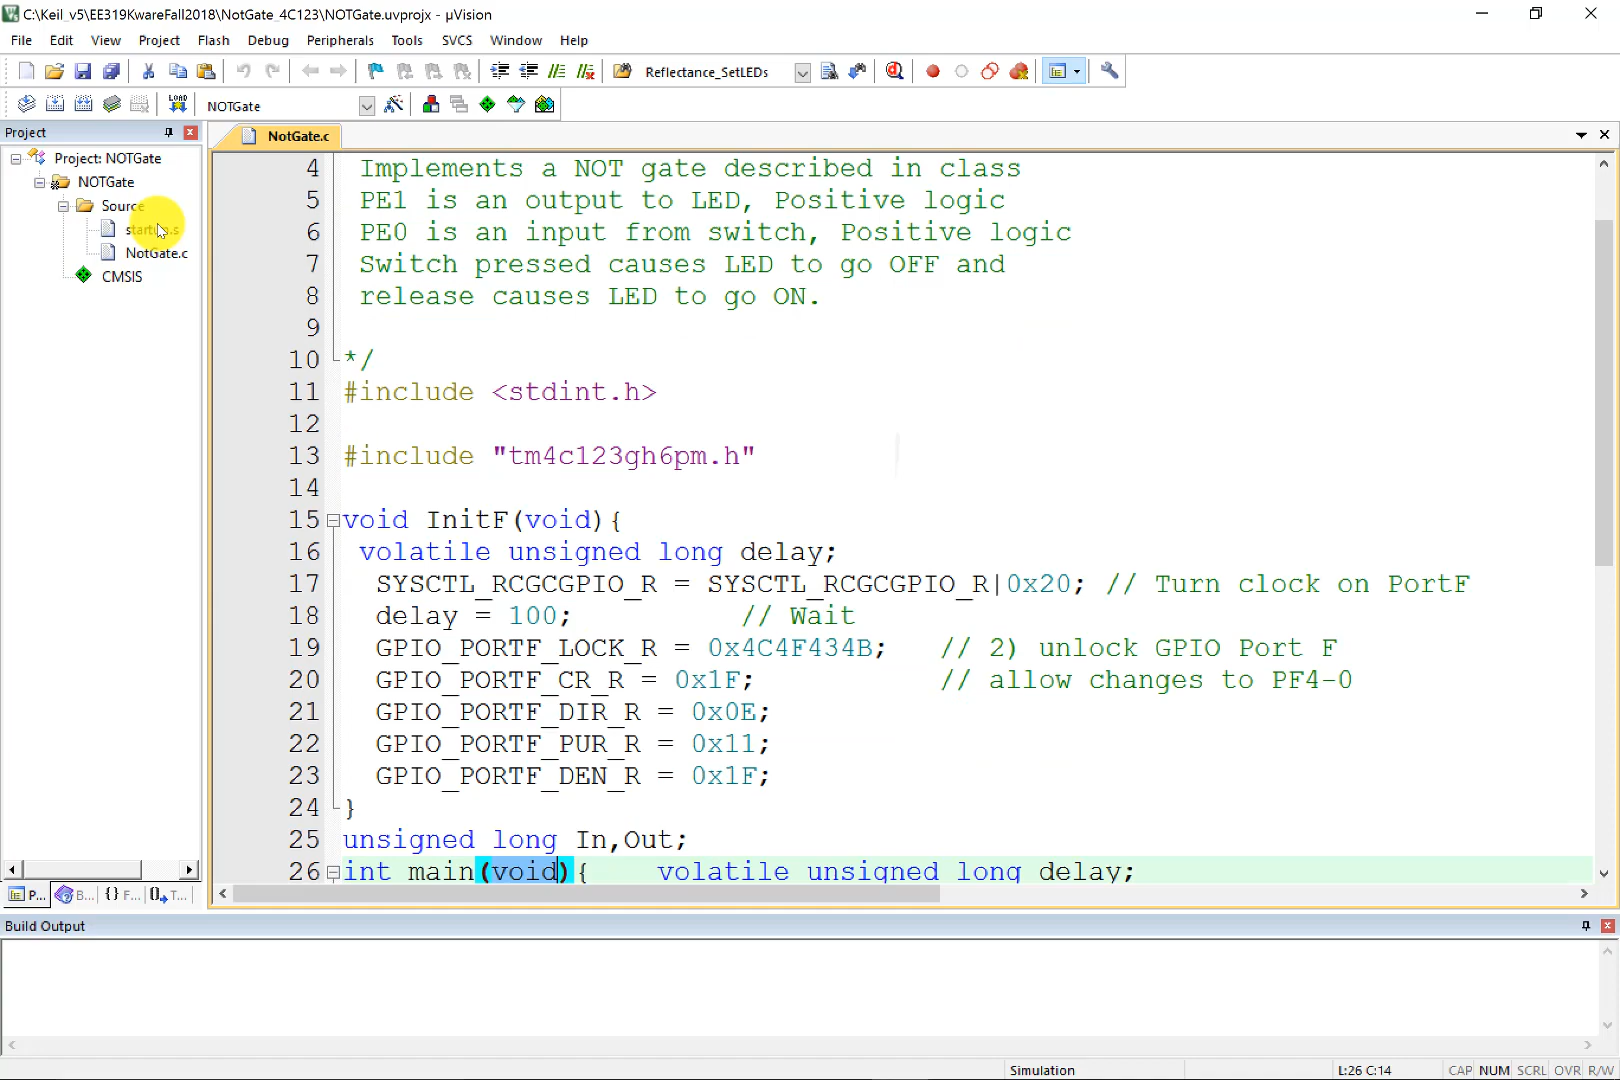 C:\Keil_v5\EE319KwareFall2018\NotGate_4C123\NOTGate.uvprojx - µVision
File Edit View Project Flash Debug Peripherals Tools SVCS Window Help
Reflectance_SetLEDs
LOAD NOTGate
Project
NotGate.c
Project: NOTGate
NOTGate
Source
startup.s
NotGate.c
CMSIS
4 Implements a NOT gate described in class
5 PE1 is an output to LED, Positive logic
6 PE0 is an input from switch, Positive logic
7 Switch pressed causes LED to go OFF and
8 release causes LED to go ON.
9
10 */
11 #include <stdint.h>
12
13 #include "tm4c123gh6pm.h"
14
15 void InitF(void){
16 volatile unsigned long delay;
17 SYSCTL_RCGCGPIO_R = SYSCTL_RCGCGPIO_R|0x20; // Turn clock on PortF
18 delay = 100; // Wait
19 GPIO_PORTF_LOCK_R = 0x4C4F434B; // 2) unlock GPIO Port F
20 GPIO_PORTF_CR_R = 0x1F; // allow changes to PF4-0
21 GPIO_PORTF_DIR_R = 0x0E;
22 GPIO_PORTF_PUR_R = 0x11;
23 GPIO_PORTF_DEN_R = 0x1F;
24 }
25 unsigned long In,Out;
26 int main(void){ volatile unsigned long delay;
P... B... {} F... T...
Build Output
Simulation L:26 C:14 CAP NUM SCRL OVR R/W